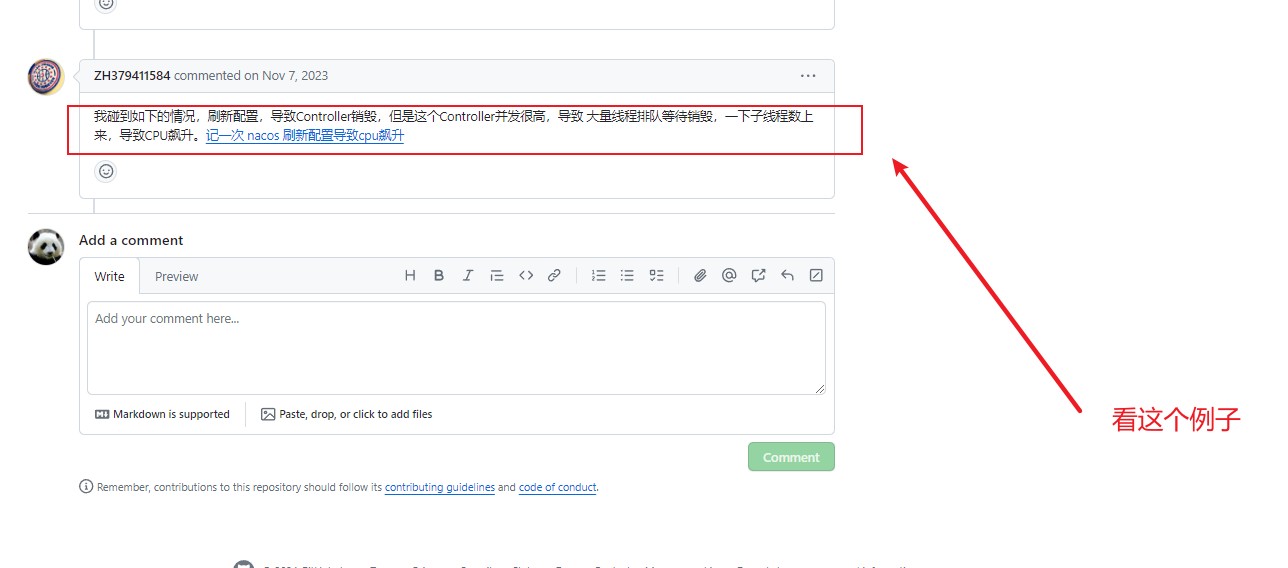 ZH379411584 commented on Nov 7, 2023
我碰到如下的情况，刷新配置，导致Controller销毁，但是这个Controller并发很高，导致 大量线程排队等待销毁，一下子线程数上
来，导致CPU飙升。记一次 nacos 刷新配置导致cpu飙升
Add a comment
Write Preview
Add your comment here...
Markdown is supported Paste, drop, or click to add files
看这个例子
Comment
Remember, contributions to this repository should follow its contributing guidelines and code of conduct.